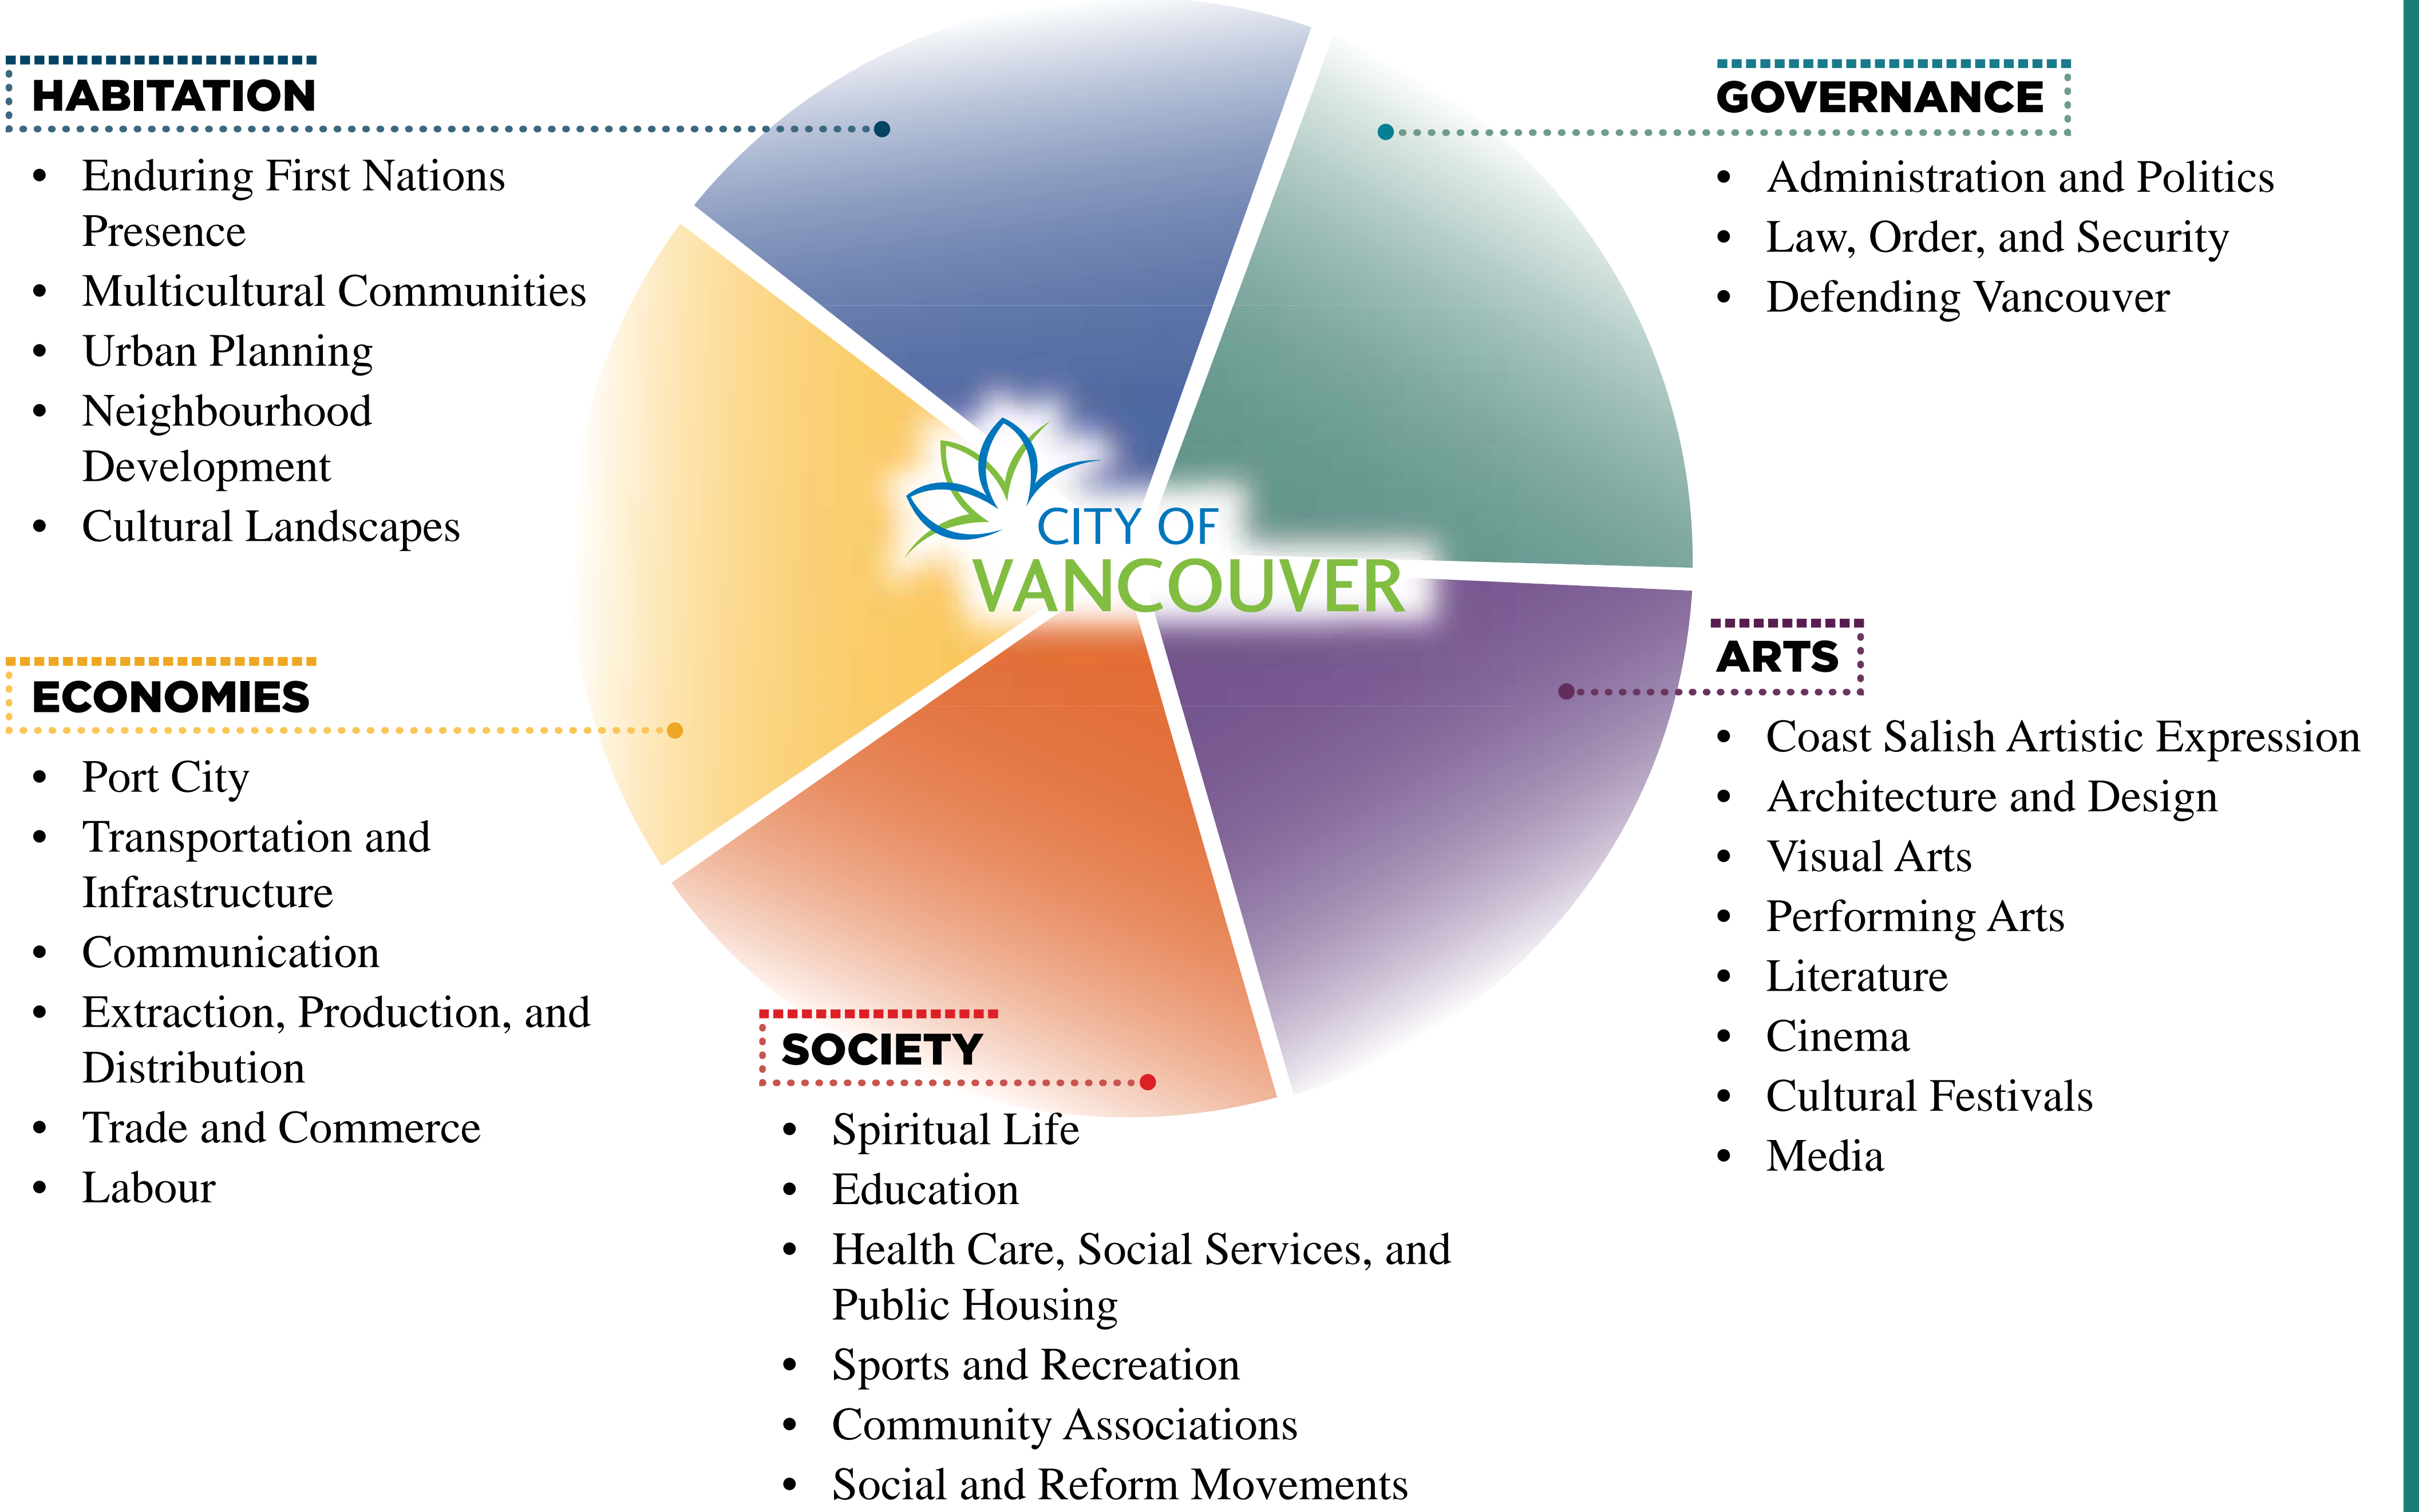 HABITATION
• Enduring First Nations
Presence
• Multicultural Communities
• Urban Planning
• Neighbourhood
Development
• Cultural Landscapes
ECONOMIES
• Port City
• Transportation and
Infrastructure
• Communication
• Extraction, Production, and
Distribution
• Trade and Commerce
• Labour
CITY OF
VANCOUVER
SOCIETY
• Spiritual Life
• Education
• Health Care, Social Services, and
Public Housing
• Sports and Recreation
• Community Associations
• Social and Reform Movements
GOVERNANCE
• Administration and Politics
• Law, Order, and Security
• Defending Vancouver
ARTS
• Coast Salish Artistic Expression
• Architecture and Design
• Visual Arts
• Performing Arts
• Literature
• Cinema
• Cultural Festivals
• Media